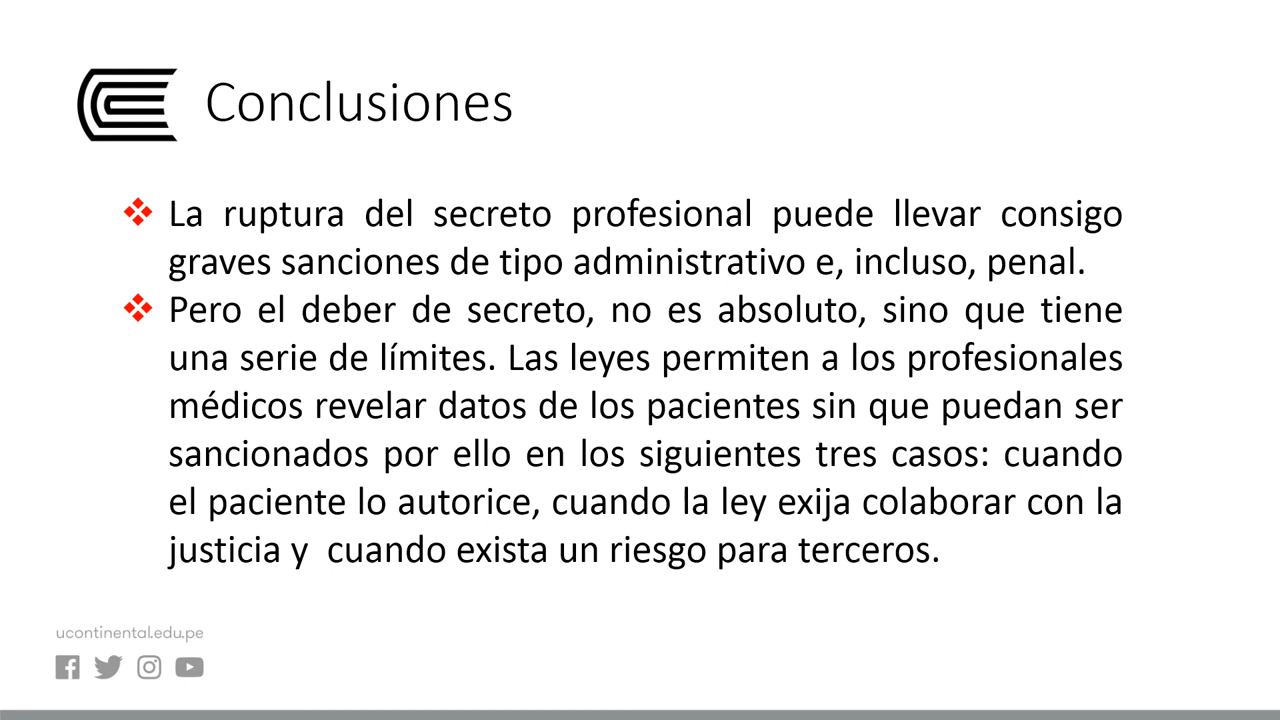 Conclusiones
La ruptura del secreto profesional puede llevar consigo
graves sanciones de tipo administrativo e, incluso, penal.
Pero el deber de secreto, no es absoluto, sino que tiene
una serie de límites. Las leyes permiten a los profesionales
médicos revelar datos de los pacientes sin que puedan ser
sancionados por ello en los siguientes tres casos: cuando
el paciente lo autorice, cuando la ley exija colaborar con la
justicia y  cuando exista un riesgo para terceros.
ucontinental.edu.pe